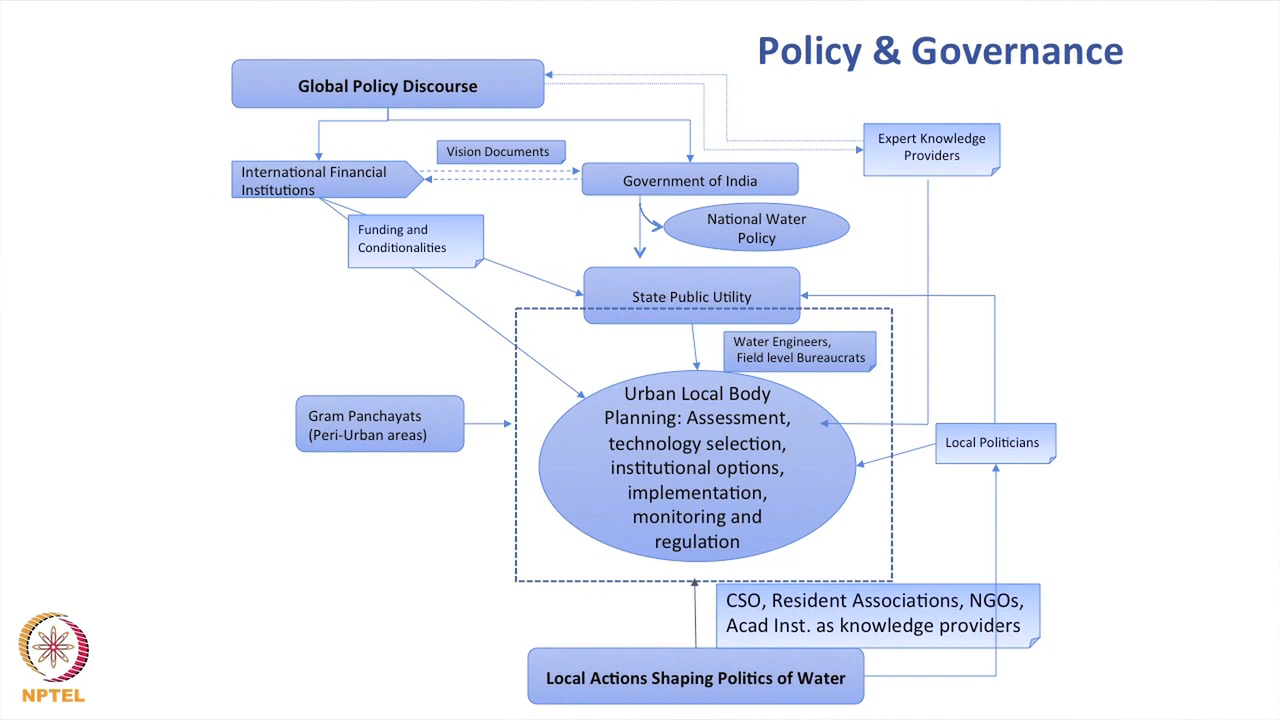 Policy & Governance
Global Policy Discourse
Expert Knowledge
Providers
Vision Documents
International Financial
Institutions
Government of India
National Water
Policy
Funding and
Conditionalities
State Public Utility
Water Engineers,
Field level Bureaucrats
Urban Local Body
Planning: Assessment,
technology selection,
institutional options,
implementation,
monitoring and
regulation
Gram Panchayats
(Peri-Urban areas)
Local Politicians
CSO, Resident Associations, NGOs,
Acad Inst. as knowledge providers
Local Actions Shaping Politics of Water
NPTEL